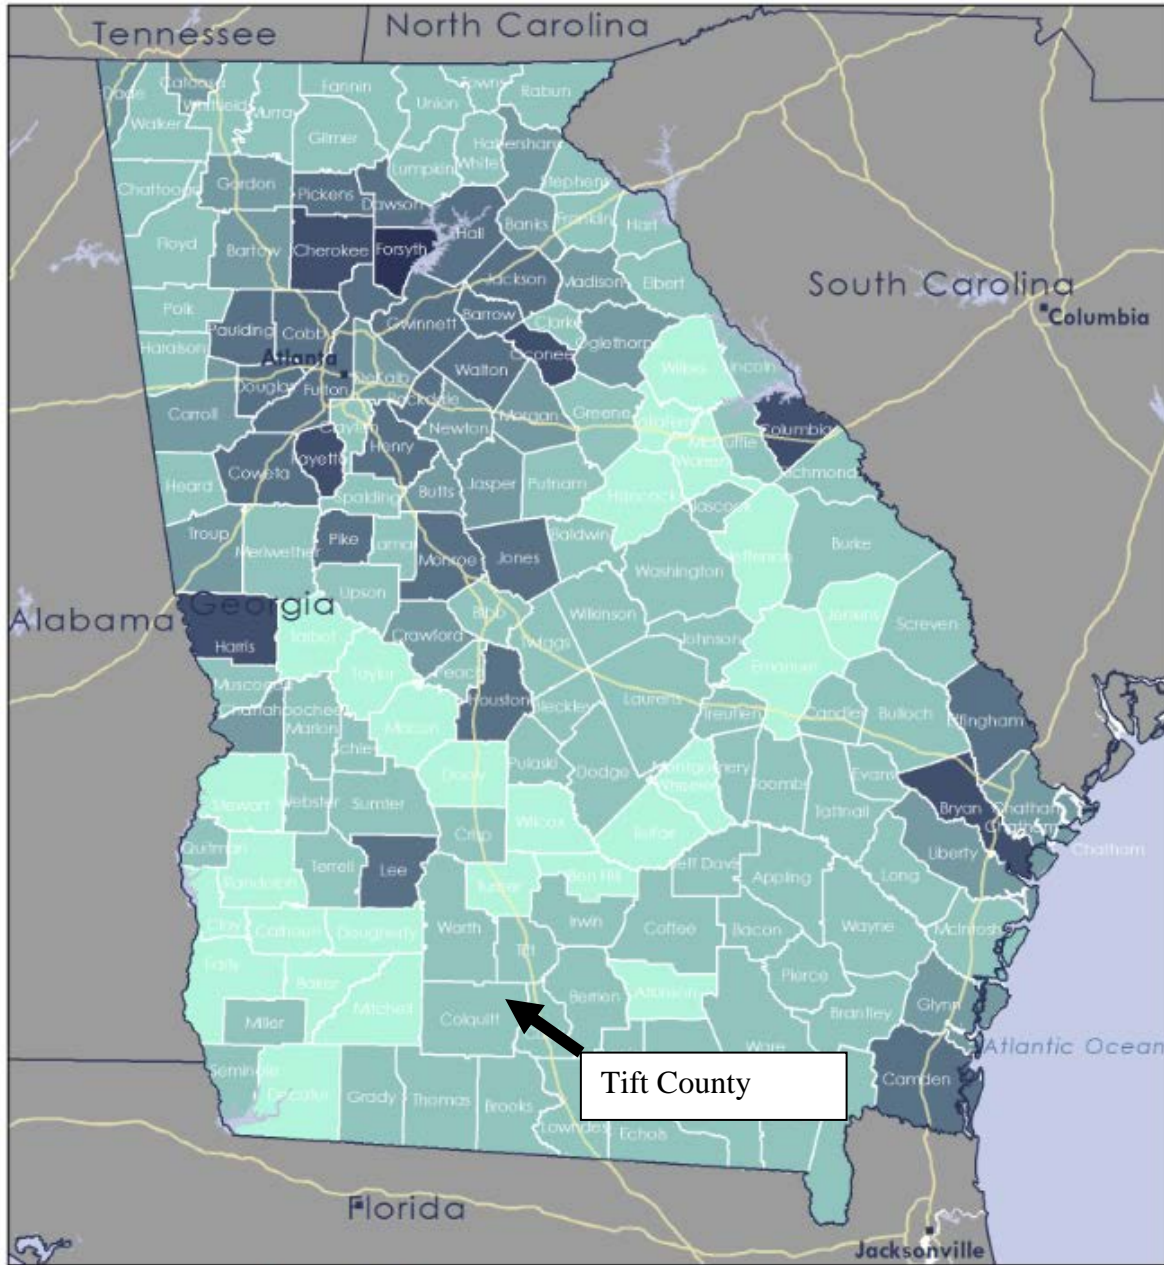 Tennessee
North Carolina
Dade
Catoosa
Whitfield
Murray
Fannin
Union
Towns
Rabun
Walker
Gilmer
Habersham
Lumpkin
White
Stephens
Chattooga
Gordon
Pickens
Dawson
Hall
Banks
Franklin
Hart
Floyd
Bartow
Cherokee
Forsyth
Jackson
Madison
Elbert
South Carolina
Columbia
Polk
Paulding
Cobb
Gwinnett
Barrow
Clarke
Oglethorp
Haralson
Atlanta
Oconee
Wilkes
Lincoln
Douglas
Fulton
DeKalb
Walton
Rockdale
Morgan
Greene
Carroll
Clayton
Newton
McDuffie
Columbia
Fayette
Henry
Warren
Coweta
Heard
Spalding
Butts
Jasper
Putnam
Hancock
Richmond
Glascock
Troup
Meriwether
Pike
Lamar
Monroe
Jones
Baldwin
Jefferson
Burke
Washington
Upson
Alabama
Georgia
Bibb
Wilkinson
Jenkins
Screven
Harris
Talbot
Crawford
Twiggs
Johnson
Emanuel
Taylor
Peach
Muscogee
Houston
Bleckley
Laurens
Treutlen
Candler
Bulloch
Effingham
Chattahoochee
Marion
Macon
Schley
Pulaski
Dodge
Montgomery
Wheeler
Toombs
Evans
Tattnall
Bryan
Chatham
Chatham
Chatham
Dooly
Stewart
Webster
Sumter
Crisp
Wilcox
Telfair
Liberty
Quitman
Terrell
Lee
Turner
Ben Hill
Jeff Davis
Appling
Long
Randolph
Clay
Calhoun
Dougherty
Worth
Irwin
Coffee
Bacon
Wayne
McIntosh
Tift
Early
Baker
Mitchell
Berrien
Atkinson
Pierce
Brantley
Glynn
Miller
Colquitt
Ware
Atlantic Ocean
Seminole
Decatur
Grady
Thomas
Brooks
Tift County
Camden
Lowndes
Echols
Florida
Jacksonville